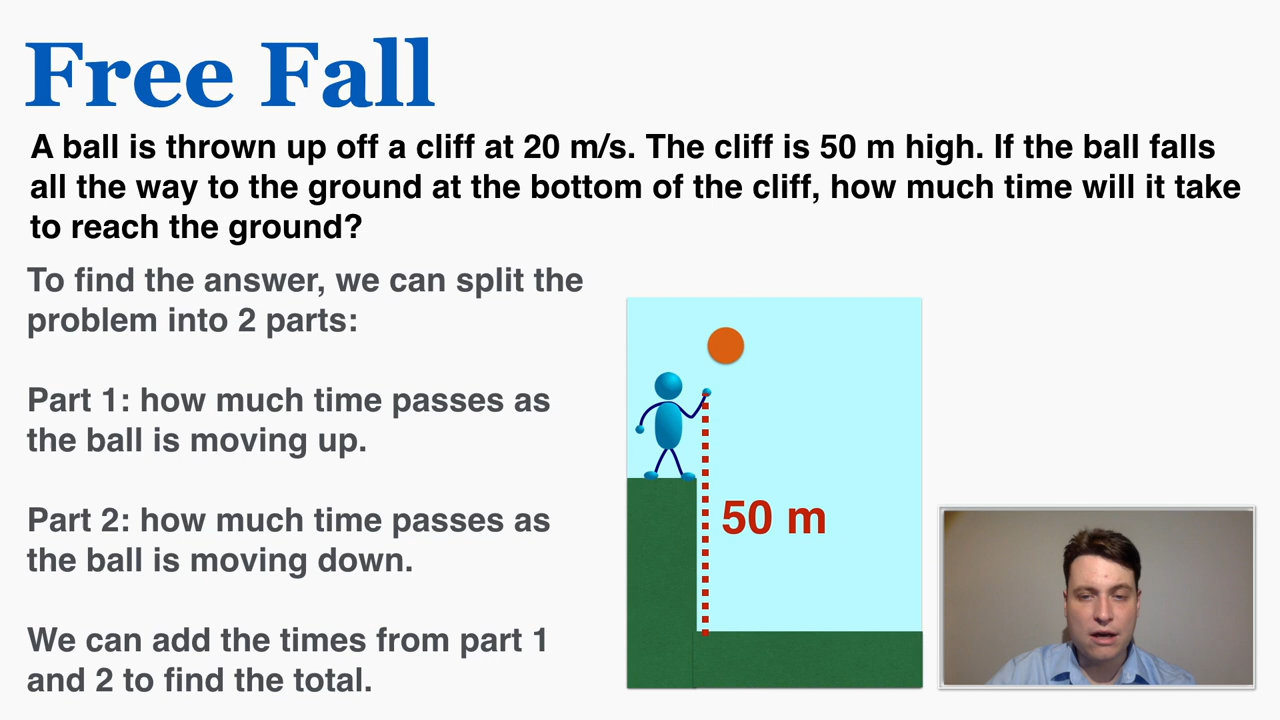 Free Fall
A ball is thrown up off a cliff at 20 m/s. The cliff is 50 m high. If the ball falls
all the way to the ground at the bottom of the cliff, how much time will it take
to reach the ground?
To find the answer, we can split the
problem into 2 parts:
Part 1: how much time passes as
the ball is moving up.
Part 2: how much time passes as
the ball is moving down.
We can add the times from part 1
and 2 to find the total.
50 m